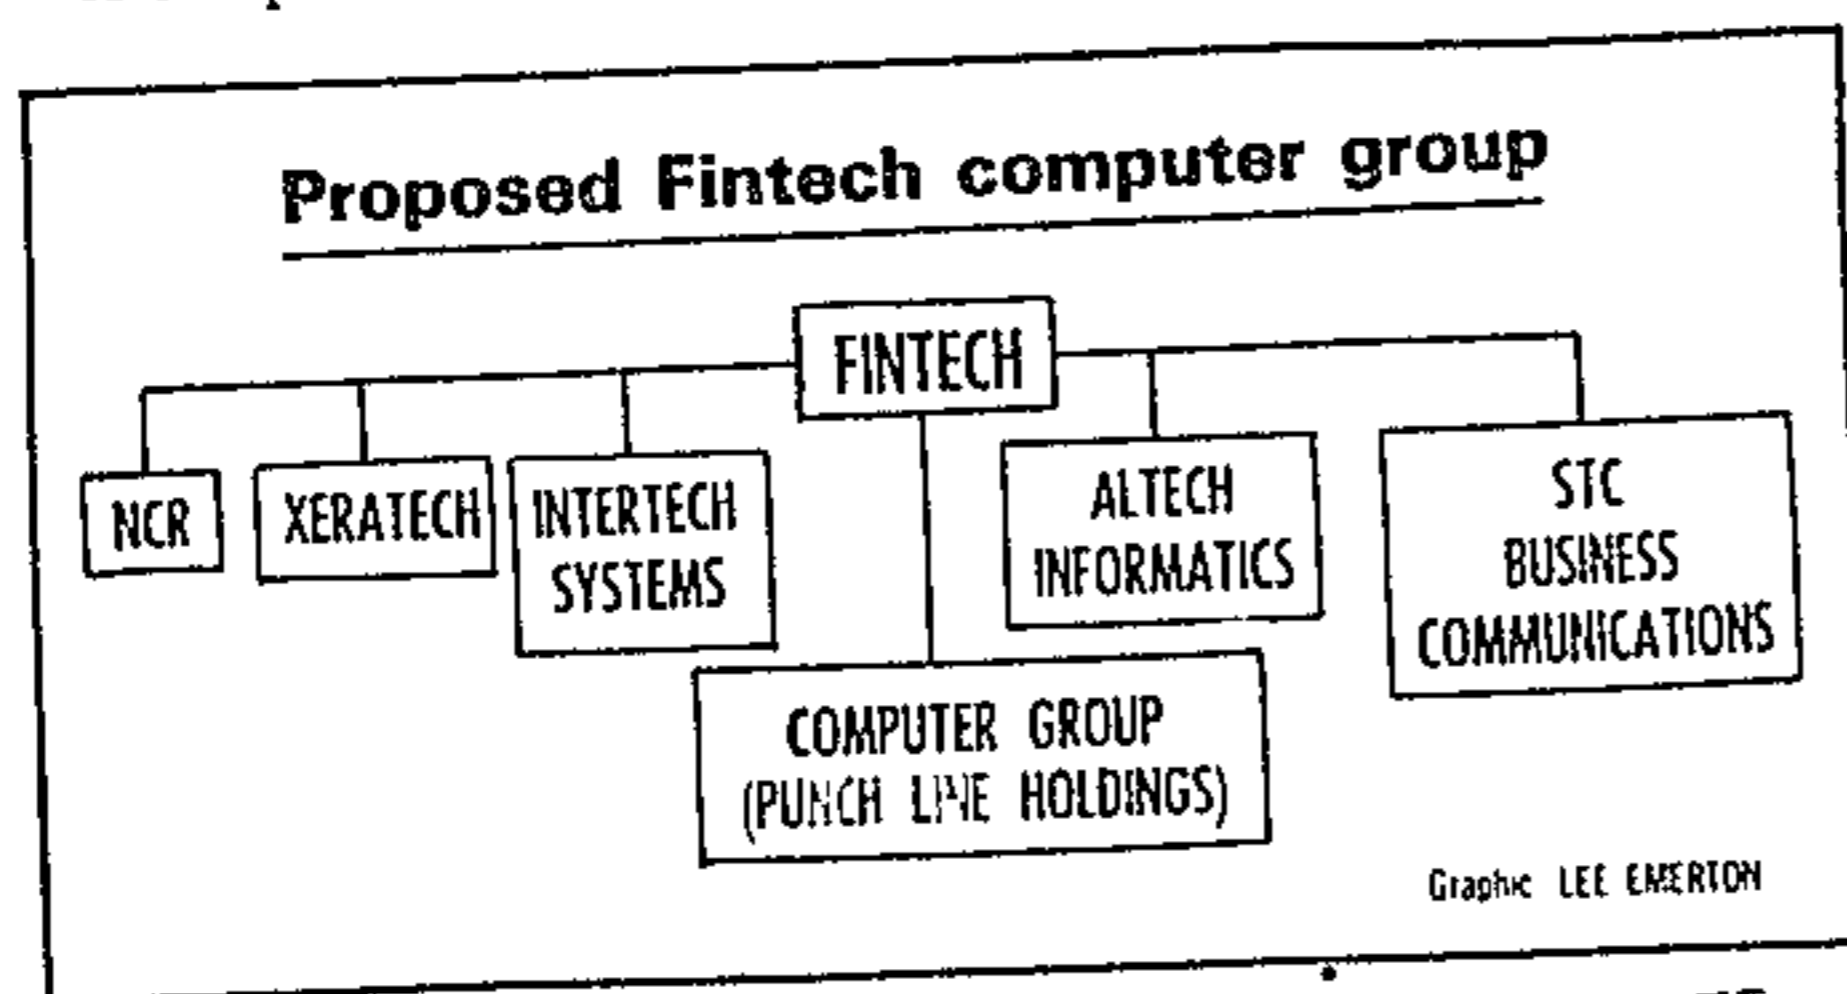 Proposed Fintech computer group
FINTECH
NCR
XERATECH
INTERTECH
SYSTEMS
ALTECH
INFORMATICS
STC
BUSINESS
COMMUNICATIONS
COMPUTER GROUP
(PUNCH LINE HOLDINGS)
Graphic LEE EMERTON